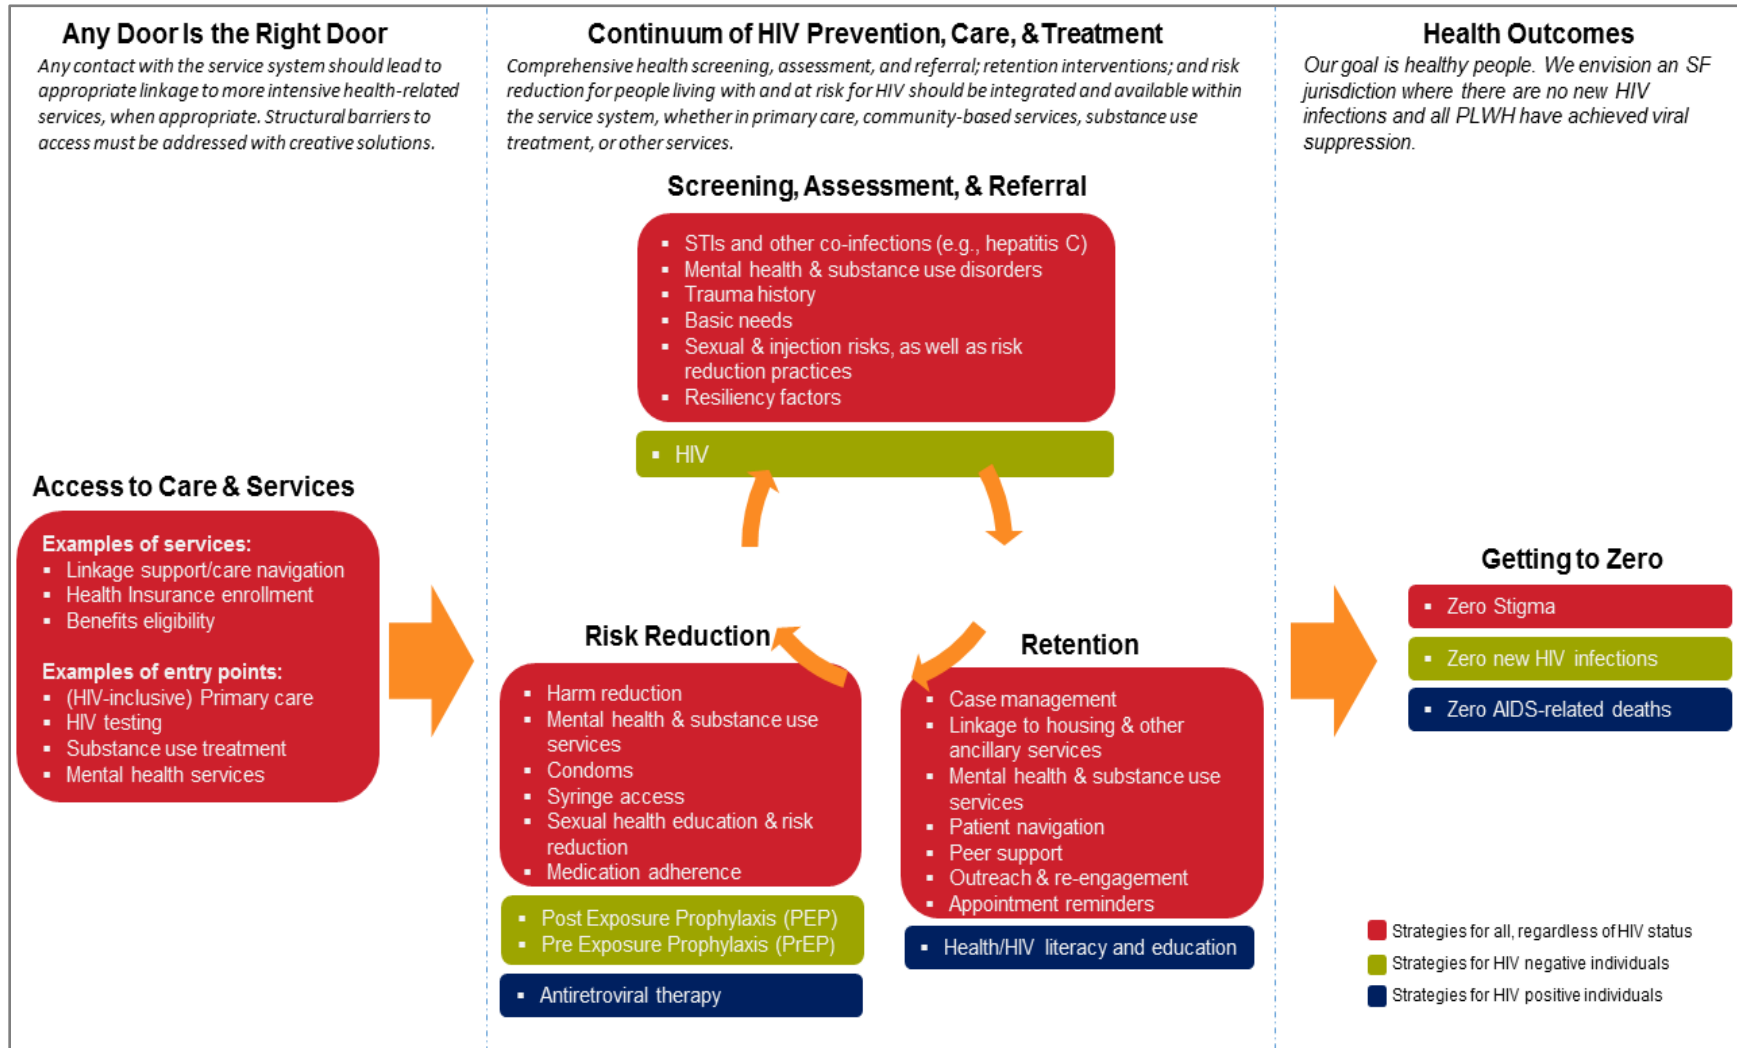 Any Door Is the Right Door
Any contact with the service system should lead to
appropriate linkage to more intensive health-related
services, when appropriate. Structural barriers to
access must be addressed with creative solutions.
Access to Care & Services
Examples of services:
▪ Linkage support/care navigation
▪ Health Insurance enrollment
▪ Benefits eligibility
Examples of entry points:
▪ (HIV-inclusive) Primary care
▪ HIV testing
▪ Substance use treatment
▪ Mental health services
Continuum of HIV Prevention, Care, & Treatment
Comprehensive health screening, assessment, and referral; retention interventions; and risk
reduction for people living with and at risk for HIV should be integrated and available within
the service system, whether in primary care, community-based services, substance use
treatment, or other services.
Screening, Assessment, & Referral
▪ STIs and other co-infections (e.g., hepatitis C)
▪ Mental health & substance use disorders
▪ Trauma history
▪ Basic needs
▪ Sexual & injection risks, as well as risk
reduction practices
▪ Resiliency factors
▪ HIV
Risk Reduction
▪ Harm reduction
▪ Mental health & substance use
services
▪ Condoms
▪ Syringe access
▪ Sexual health education & risk
reduction
▪ Medication adherence
▪ Post Exposure Prophylaxis (PEP)
▪ Pre Exposure Prophylaxis (PrEP)
▪ Antiretroviral therapy
Retention
▪ Case management
▪ Linkage to housing & other
ancillary services
▪ Mental health & substance use
services
▪ Patient navigation
▪ Peer support
▪ Outreach & re-engagement
▪ Appointment reminders
▪ Health/HIV literacy and education
Health Outcomes
Our goal is healthy people. We envision an SF
jurisdiction where there are no new HIV
infections and all PLWH have achieved viral
suppression.
Getting to Zero
▪ Zero Stigma
▪ Zero new HIV infections
▪ Zero AIDS-related deaths
Strategies for all, regardless of HIV status
Strategies for HIV negative individuals
Strategies for HIV positive individuals